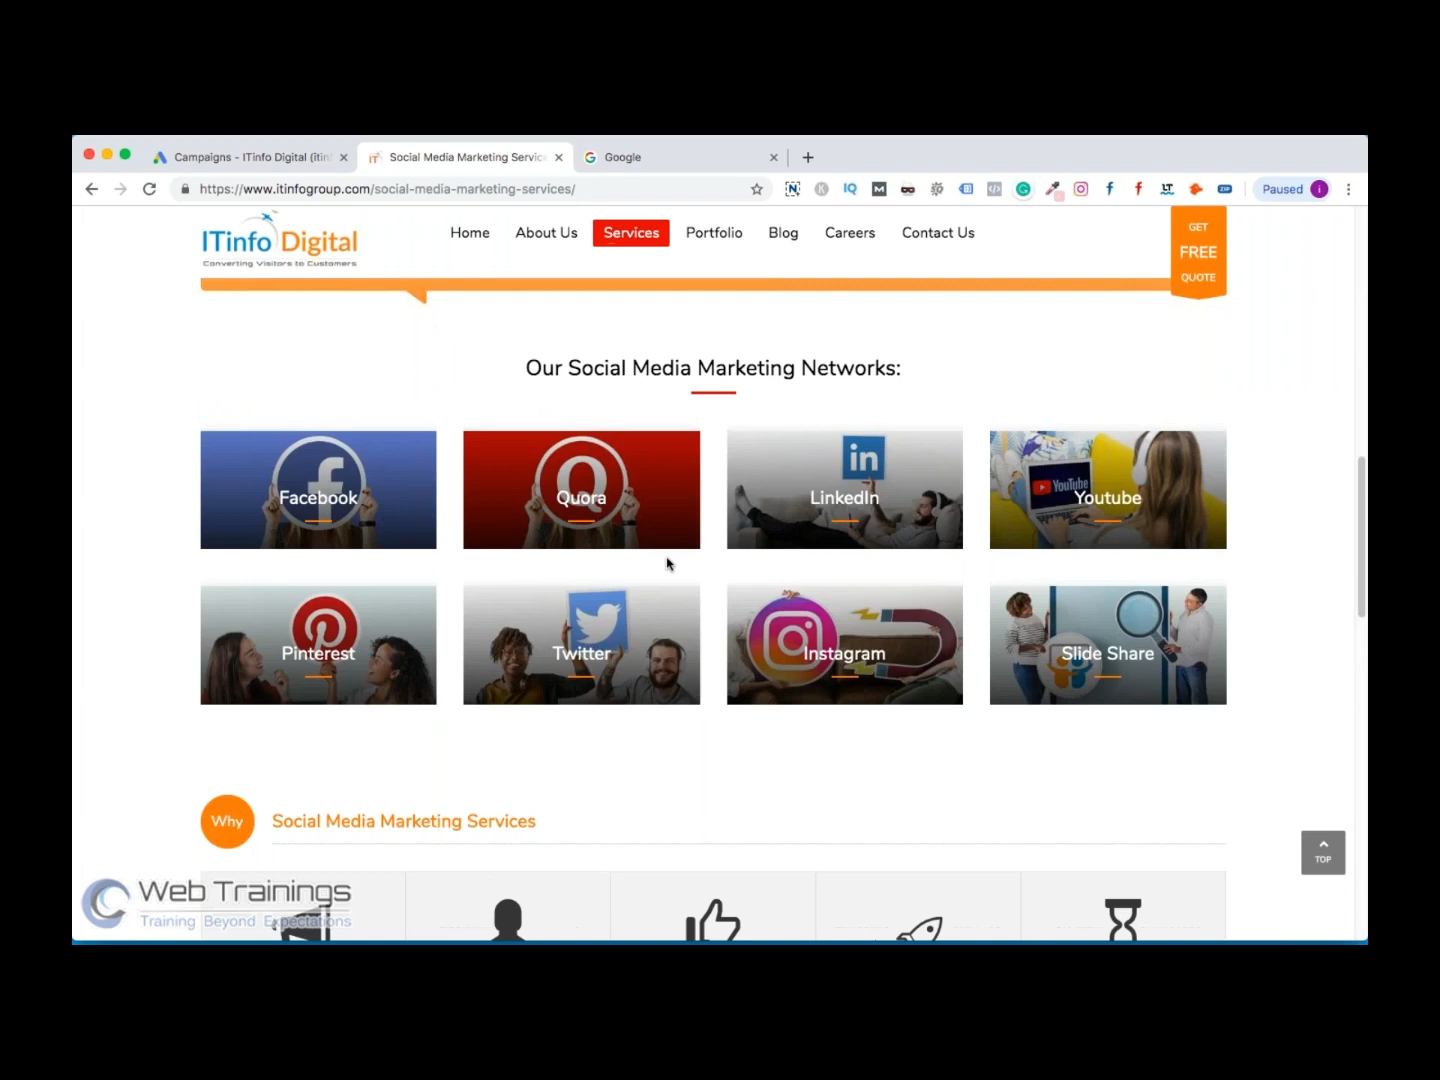 Campaigns - ITinfo Digital (itinf
Social Media Marketing Service
Google
https://www.itinfogroup.com/social-media-marketing-services/
Paused
i
ITinfo Digital
Converting Visitors to Customers
Home
About Us
Services
Portfolio
Blog
Careers
Contact Us
GET
FREE
QUOTE
Our Social Media Marketing Networks:
Facebook
Quora
LinkedIn
Youtube
Pinterest
Twitter
Instagram
Slide Share
Why
Social Media Marketing Services
TOP
Web Trainings
Training Beyond Expectations